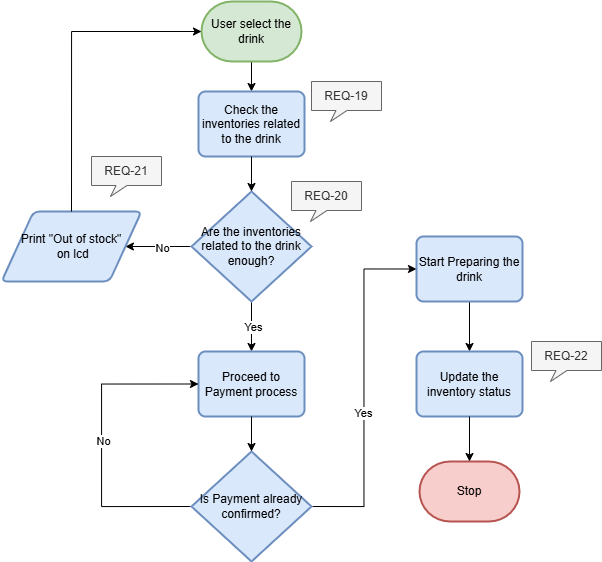 User select the
drink
Check the
inventories related
to the drink
REQ-19
REQ-21
REQ-20
Print "Out of stock"
on lcd
No
Are the inventories
related to the drink
enough?
Start Preparing the
drink
Yes
Proceed to
Payment process
Update the
inventory status
REQ-22
No
Yes
Is Payment already
confirmed?
Stop